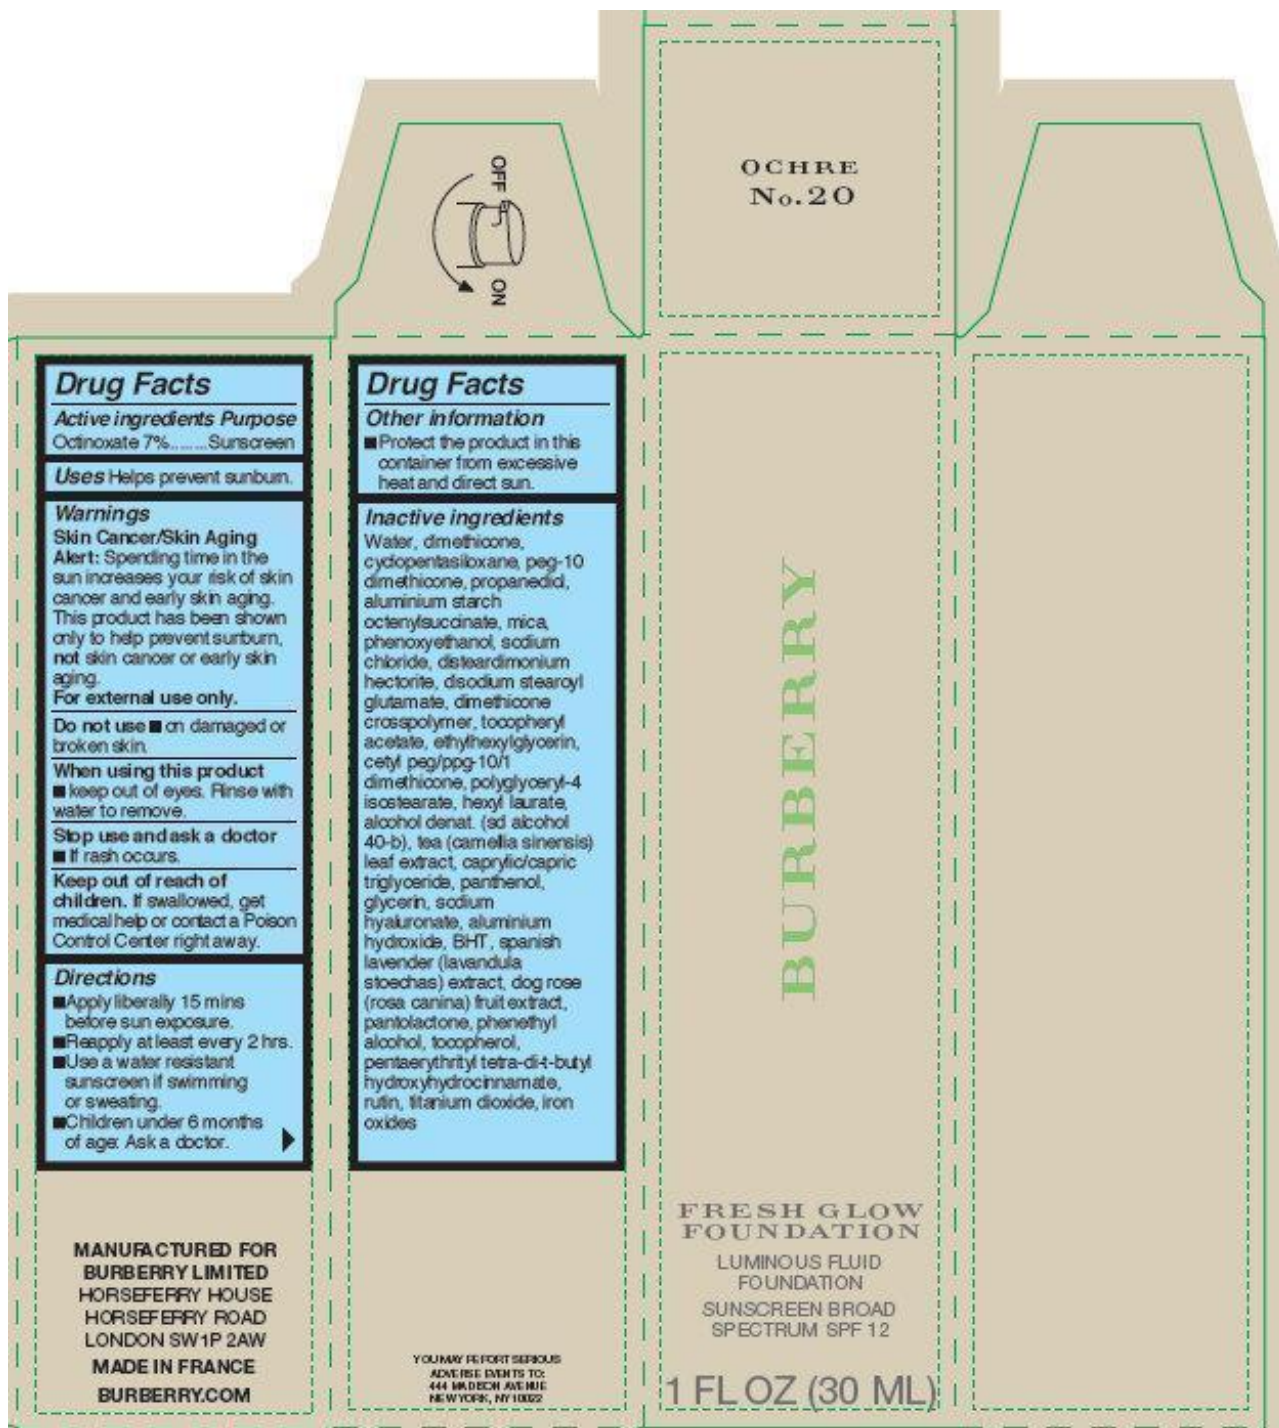 OFF
ON
OCHRE
No.20
Drug Facts
Active ingredients Purpose
Octinoxate 7%........Sunscreen
Uses Helps prevent sunburn.
Warnings
Skin Cancer/Skin Aging
Alert: Spending time in the
sun increases your risk of skin
cancer and early skin aging.
This product has been shown
only to help prevent sunburn,
not skin cancer or early skin
aging.
For external use only.
Do not use ■ on damaged or
broken skin.
When using this product
■ keep out of eyes. Rinse with
water to remove.
Stop use and ask a doctor
■ If rash occurs.
Keep out of reach of
children. If swallowed, get
medical help or contact a Poison
Control Center right away.
Directions
■Apply liberally 15 mins
before sun exposure.
■Reapply at least every 2 hrs.
■Use a water resistant
sunscreen if swimming
or sweating.
■Children under 6 months
of age: Ask a doctor.
MANUFACTURED FOR
BURBERRY LIMITED
HORSEFERRY HOUSE
HORSEFERRY ROAD
LONDON SW1P 2AW
MADE IN FRANCE
BURBERRY.COM
Drug Facts
Other information
■Protect the product in this
container from excessive
heat and direct sun.
Inactive ingredients
Water, dimethicone,
cyclopentasiloxane, peg-10
dimethicone, propanediol,
aluminium starch
octenylsuccinate, mica,
phenoxyethanol, sodium
chloride, disteardimonium
hectorite, disodium stearoyl
glutamate, dimethicone
crosspolymer, tocopheryl
acetate, ethylhexylglycerin,
cetyl peg/ppg-10/1
dimethicone, polyglyceryl-4
isostearate, hexyl laurate,
alcohol denat. (sd alcohol
40-b), tea (camellia sinensis)
leaf extract, caprylic/capric
triglyceride, panthenol,
glycerin, sodium
hyaluronate, aluminium
hydroxide, BHT, spanish
lavender (lavandula
stoechas) extract, dog rose
(rosa canina) fruit extract,
pantolactone, phenethyl
alcohol, tocopherol,
pentaerythrityl tetra-di-t-butyl
hydroxyhydrocinnamate,
rutin, titanium dioxide, iron
oxides
YOU MAY REPORT SERIOUS
ADVERSE EVENTS TO:
444 MADISON AVENUE
NEW YORK, NY 10022
BURBERRY
FRESH GLOW
FOUNDATION
LUMINOUS FLUID
FOUNDATION
SUNSCREEN BROAD
SPECTRUM SPF 12
1 FL OZ (30 ML)